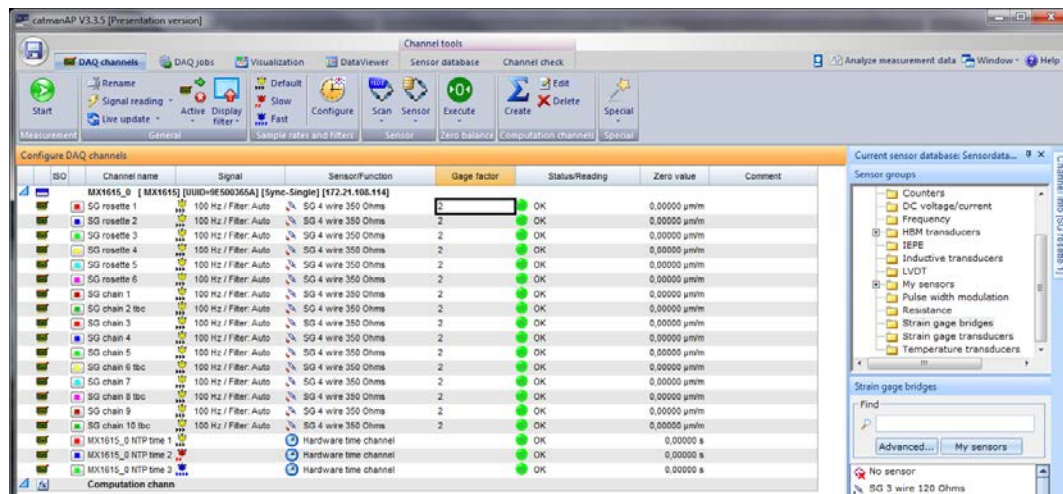 catmanAP V3.3.5 [Presentation version]
Channel tools
DAQ channels DAQ jobs Visualization DataViewer Sensor database Channel check Analyze measurement data Window Help
Start Rename Signal reading Live update Active Display filter Default Slow Fast Configure Scan Sensor Execute Create Edit Delete Special
Measurement General Sample rates and filters Sensor Zero balance Computation channels Special
Configure DAQ channels
ISO Channel name Signal Sensor/Function Gage factor Status/Reading Zero value Comment
MX1615_0 [ MX1615] [UUID=9E500365A] [Sync-Single] [172.21.108.114]
SG rosette 1 100 Hz / Filter: Auto SG 4 wire 350 Ohms 2 OK 0,00000 µm/m
SG rosette 2 100 Hz / Filter: Auto SG 4 wire 350 Ohms 2 OK 0,00000 µm/m
SG rosette 3 100 Hz / Filter: Auto SG 4 wire 350 Ohms 2 OK 0,00000 µm/m
SG rosette 4 100 Hz / Filter: Auto SG 4 wire 350 Ohms 2 OK 0,00000 µm/m
SG rosette 5 100 Hz / Filter: Auto SG 4 wire 350 Ohms 2 OK 0,00000 µm/m
SG rosette 6 100 Hz / Filter: Auto SG 4 wire 350 Ohms 2 OK 0,00000 µm/m
SG chain 1 100 Hz / Filter: Auto SG 4 wire 350 Ohms 2 OK 0,00000 µm/m
SG chain 2 tbc 100 Hz / Filter: Auto SG 4 wire 350 Ohms 2 OK 0,00000 µm/m
SG chain 3 100 Hz / Filter: Auto SG 4 wire 350 Ohms 2 OK 0,00000 µm/m
SG chain 4 100 Hz / Filter: Auto SG 4 wire 350 Ohms 2 OK 0,00000 µm/m
SG chain 5 100 Hz / Filter: Auto SG 4 wire 350 Ohms 2 OK 0,00000 µm/m
SG chain 6 tbc 100 Hz / Filter: Auto SG 4 wire 350 Ohms 2 OK 0,00000 µm/m
SG chain 7 100 Hz / Filter: Auto SG 4 wire 350 Ohms 2 OK 0,00000 µm/m
SG chain 8 tbc 100 Hz / Filter: Auto SG 4 wire 350 Ohms 2 OK 0,00000 µm/m
SG chain 9 100 Hz / Filter: Auto SG 4 wire 350 Ohms 2 OK 0,00000 µm/m
SG chain 10 tbc 100 Hz / Filter: Auto SG 4 wire 350 Ohms 2 OK 0,00000 µm/m
MX1615_0 NTP time 1 Hardware time channel OK 0,00000 s
MX1615_0 NTP time 2 Hardware time channel OK 0,00000 s
MX1615_0 NTP time 3 Hardware time channel OK 0,00000 s
fx Computation chann
Current sensor database: Sensordata...
Sensor groups
Counters
DC voltage/current
Frequency
HBM transducers
IEPE
Inductive transducers
LVDT
My sensors
Pulse width modulation
Resistance
Strain gage bridges
Strain gage transducers
Temperature transducers
Strain gage bridges
Find
Advanced... My sensors
No sensor
SG 3 wire 120 Ohms
Channel info [SG rosette 1]